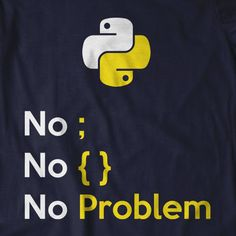 No ;
No { }
No Problem